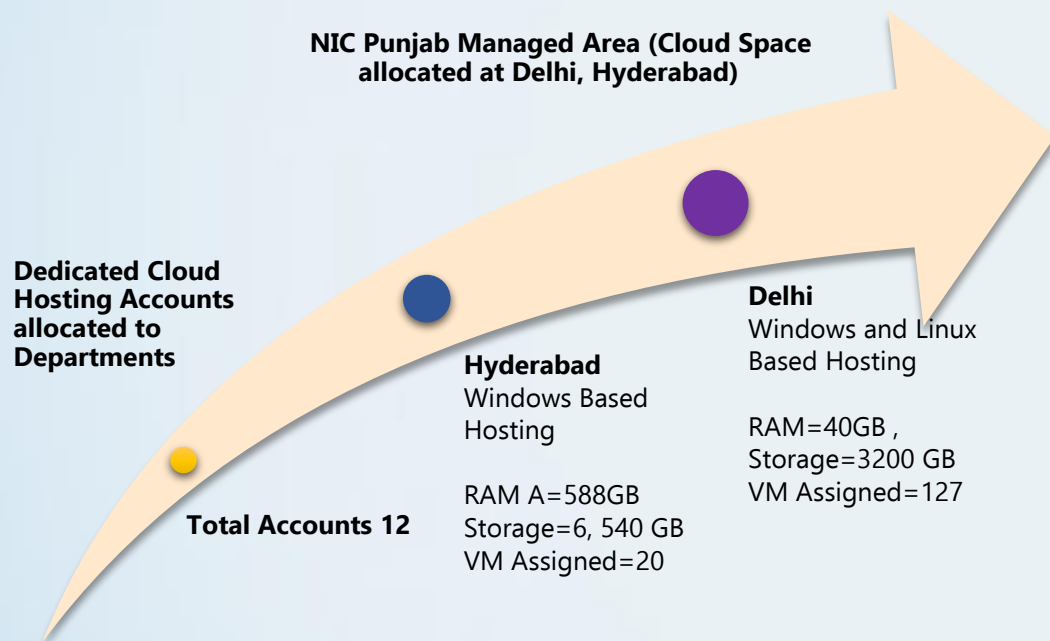 NIC Punjab Managed Area (Cloud Space
allocated at Delhi, Hyderabad)
Dedicated Cloud
Hosting Accounts
allocated to
Departments
Total Accounts 12
Hyderabad
Windows Based
Hosting
RAM A=588GB
Storage=6, 540 GB
VM Assigned=20
Delhi
Windows and Linux
Based Hosting
RAM=40GB ,
Storage=3200 GB
VM Assigned=127